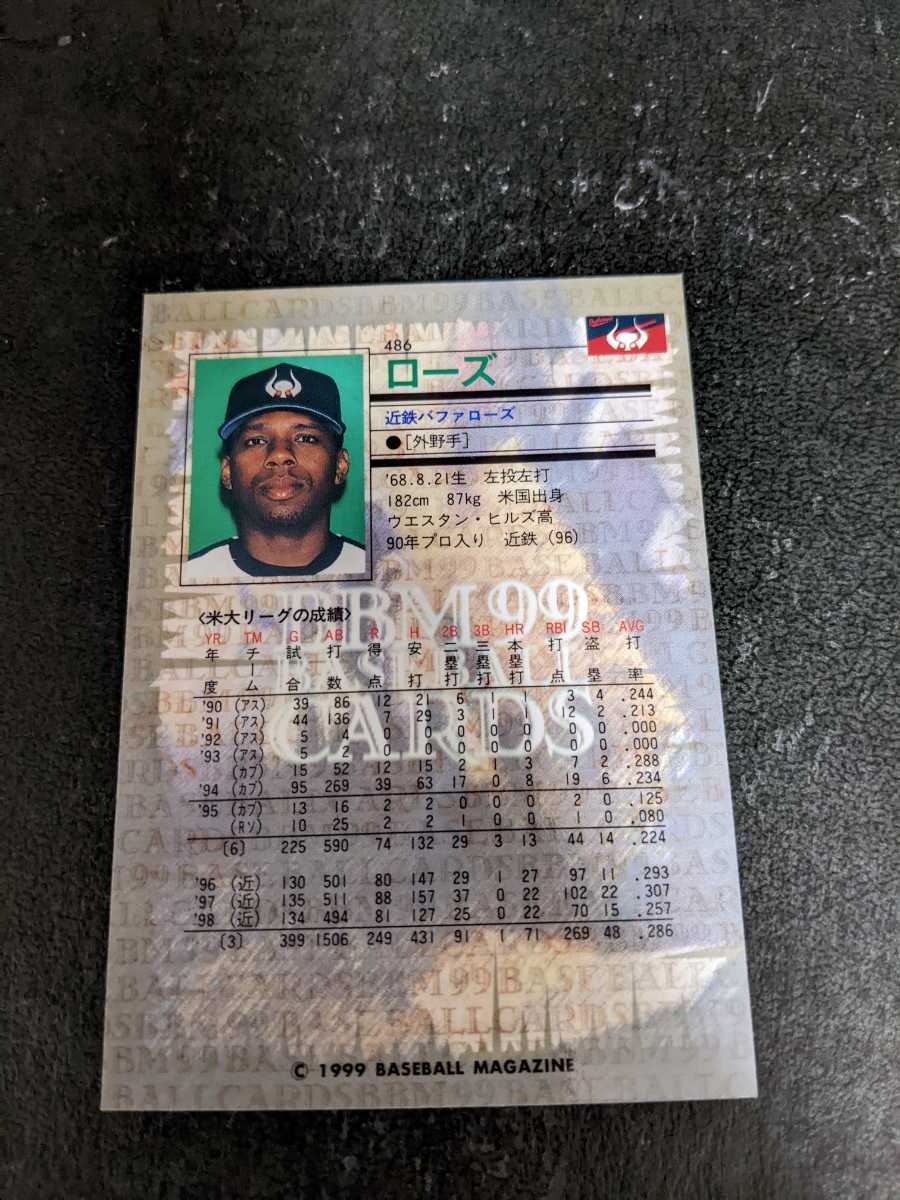 486
ローズ
近鉄バファローズ
●[外野手]
'68.8.21生 左投左打
182cm 87kg 米国出身
ウエスタン・ヒルズ高
90年プロ入り 近鉄(96)
BBM99
BASEBALL
CARDS
〈米大リーグの成績〉
YR TM G AB R H 2B 3B HR RBI SB AVG
年度 チーム 試合 打数 得点 安打 二塁打 三塁打 本塁打 打点 盗塁 打率
'90 (アス) 39 86 12 21 6 1 1 3 4 .244
'91 (アス) 44 136 7 29 3 1 1 12 2 .213
'92 (アス) 5 4 0 0 0 0 0 0 0 .000
'93 (アス) 5 2 0 0 0 0 0 0 0 .000
(カブ) 15 52 12 15 2 1 3 7 2 .288
'94 (カブ) 95 269 39 63 17 0 8 19 6 .234
'95 (カブ) 13 16 2 2 0 0 0 2 0 .125
(Rソ) 10 25 2 2 1 0 0 1 0 .080
〔6〕 225 590 74 132 29 3 13 44 14 .224
'96 (近) 130 501 80 147 29 1 27 97 11 .293
'97 (近) 135 511 88 157 37 0 22 102 22 .307
'98 (近) 134 494 81 127 25 0 22 70 15 .257
〔3〕 399 1506 249 431 91 1 71 269 48 .286
© 1999 BASEBALL MAGAZINE